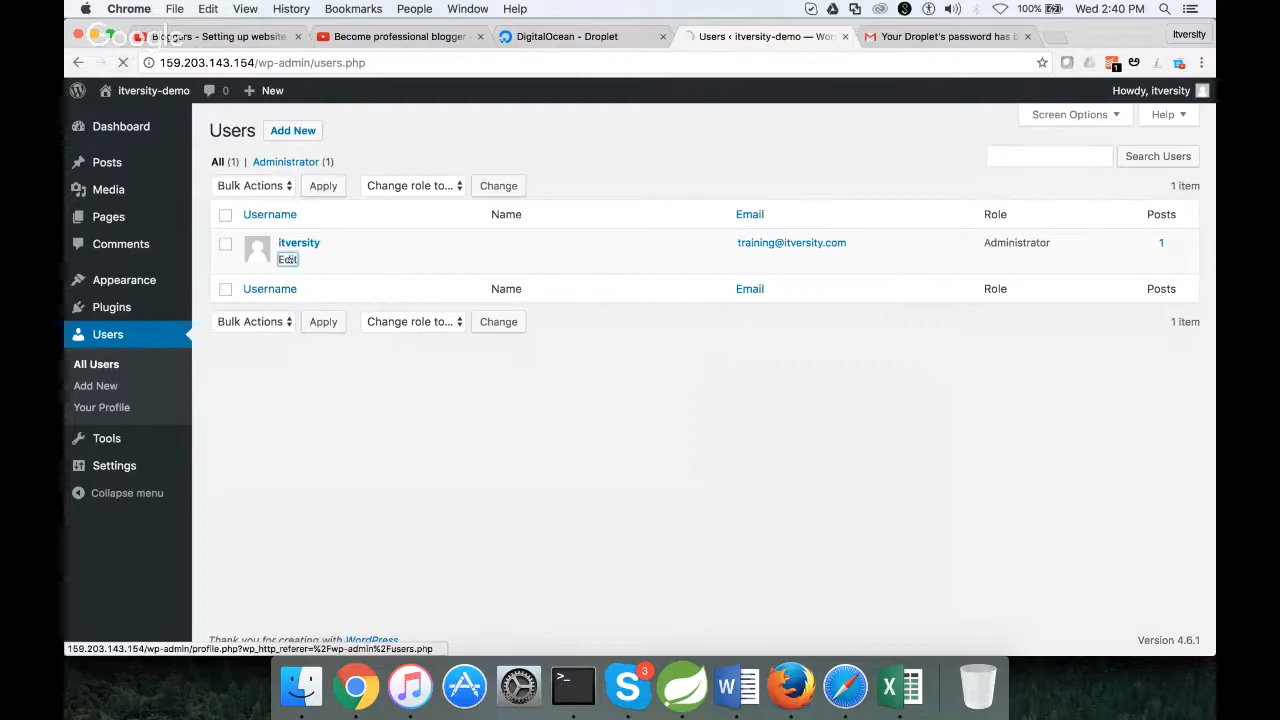 Chrome File Edit View History Bookmarks People Window Help 100% Wed 2:40 PM
Google
Bloggers - Setting up website
Become professional blogger -
DigitalOcean - Droplet
Users ‹ itversity-demo — Wor
Your Droplet's password has b
Itversity
159.203.143.154/wp-admin/users.php
1
itversity-demo 0 New
Howdy, itversity
Dashboard
Posts
Media
Pages
Comments
Appearance
Plugins
Users
All Users
Add New
Your Profile
Tools
Settings
Collapse menu
Screen Options Help
Users Add New
All (1) | Administrator (1)
Search Users
Bulk Actions Apply Change role to... Change
1 item
Username Name Email Role Posts
itversity training@itversity.com Administrator 1
Edit
Username Name Email Role Posts
Bulk Actions Apply Change role to... Change
1 item
Thank you for creating with WordPress
Version 4.6.1
159.203.143.154/wp-admin/profile.php?wp_http_referer=%2Fwp-admin%2Fusers.php
3